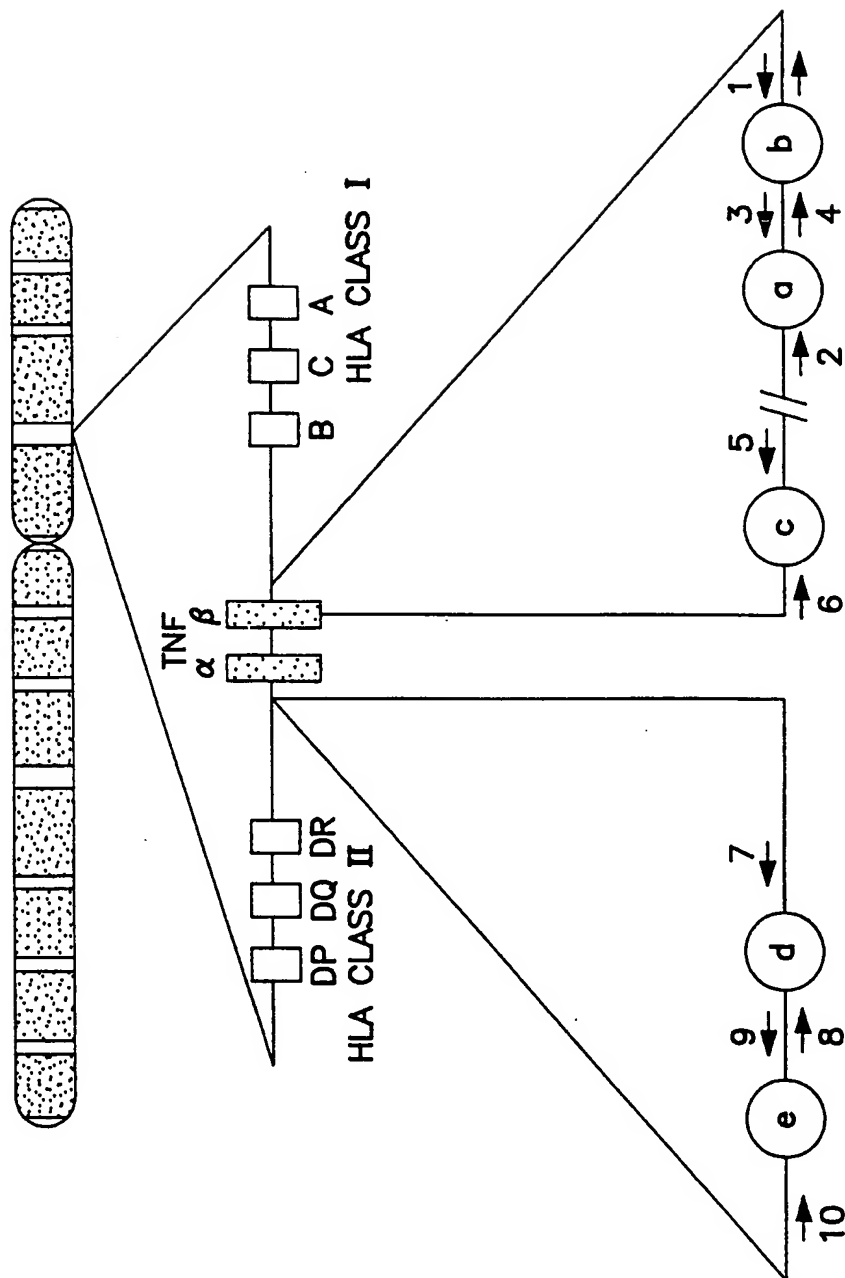 TNF
α β
DP DQ DR B C A
HLA CLASS II HLA CLASS I
9 7 5 3 1
e d c a b
10 8 6 2 4